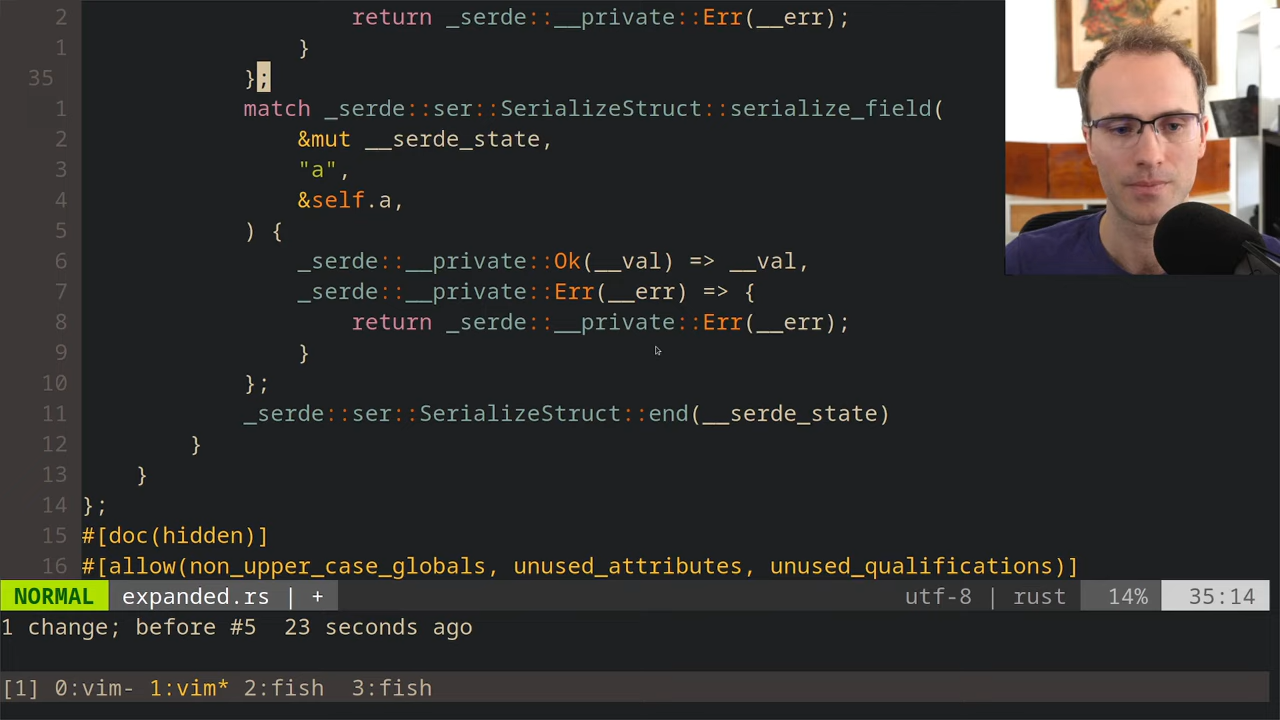 2 return _serde::__private::Err(__err);
1 }
35 };
1 match _serde::ser::SerializeStruct::serialize_field(
2 &mut __serde_state,
3 "a",
4 &self.a,
5 ) {
6 _serde::__private::Ok(__val) => __val,
7 _serde::__private::Err(__err) => {
8 return _serde::__private::Err(__err);
9 }
10 };
11 _serde::ser::SerializeStruct::end(__serde_state)
12 }
13 }
14 };
15 #[doc(hidden)]
16 #[allow(non_upper_case_globals, unused_attributes, unused_qualifications)]
NORMAL expanded.rs | + utf-8 | rust 14% 35:14
1 change; before #5 23 seconds ago
[1] 0:vim- 1:vim* 2:fish 3:fish